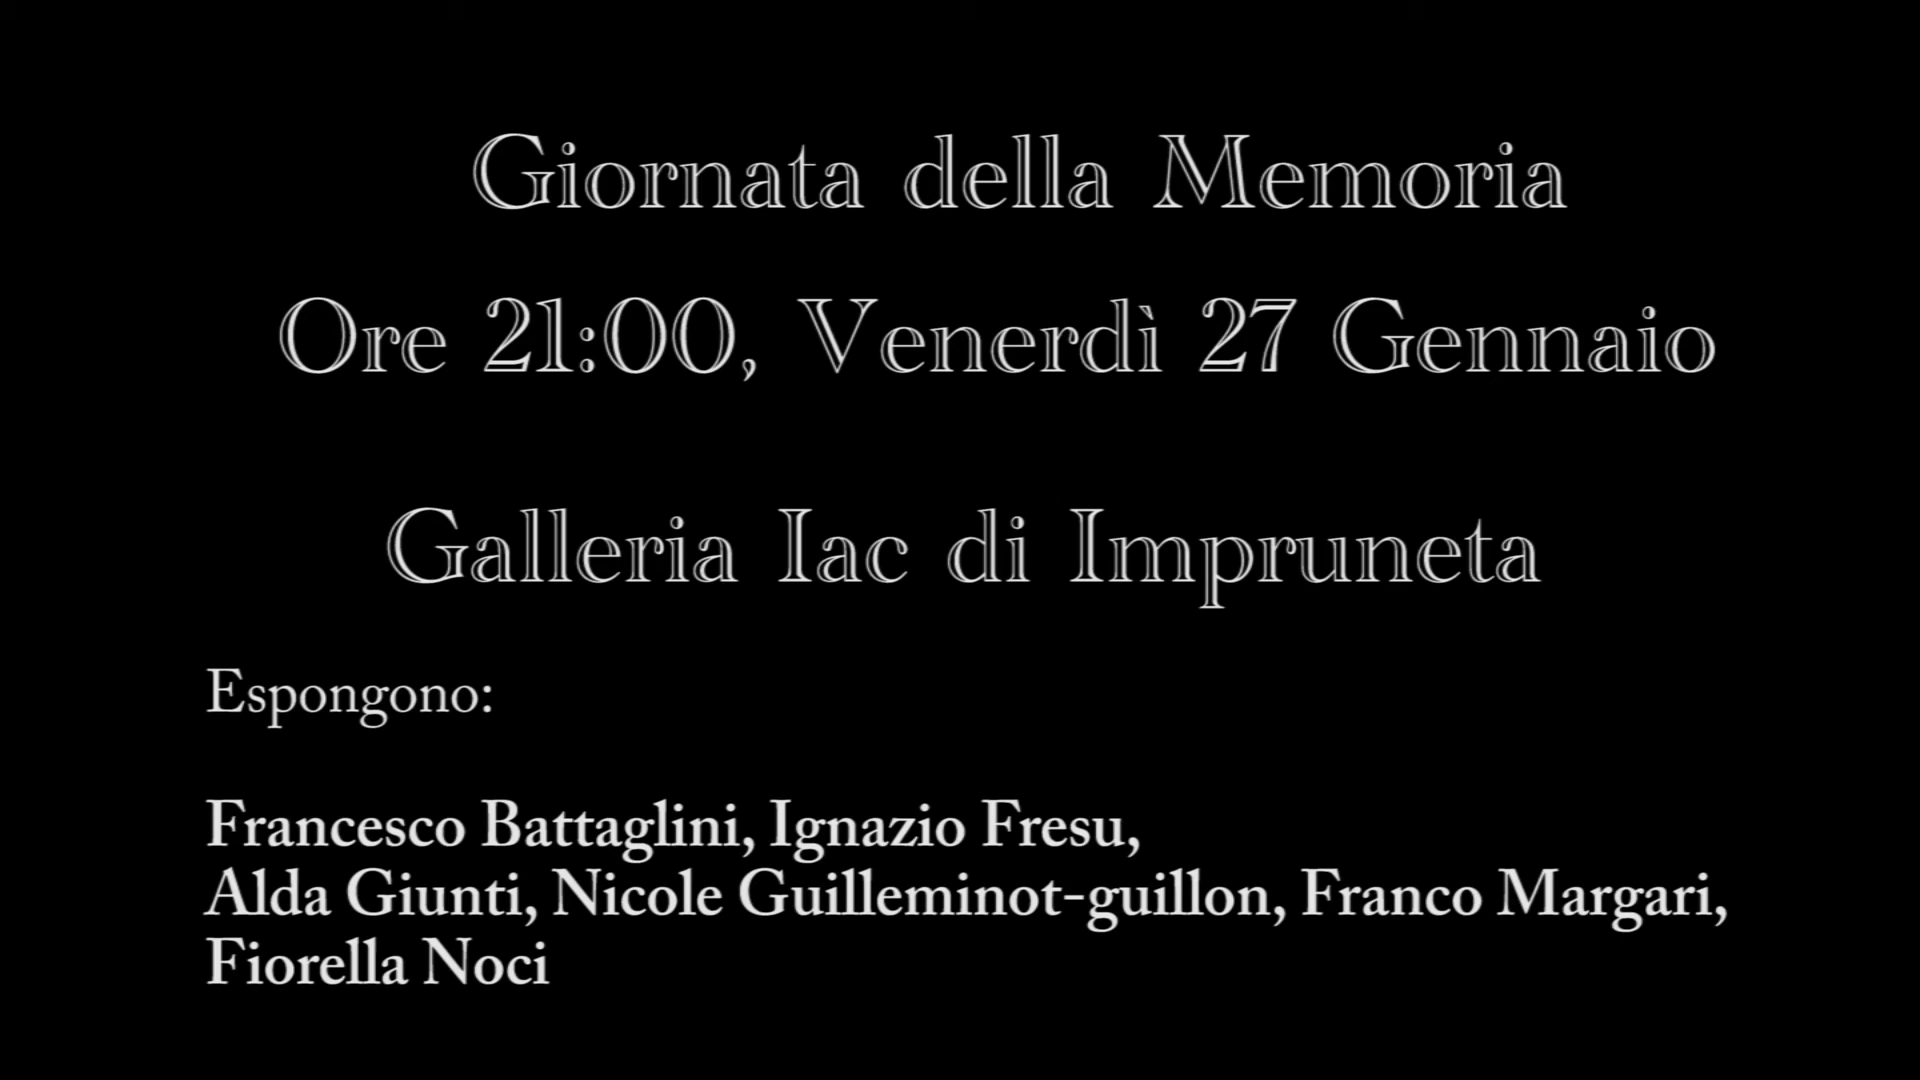 Giornata della Memoria
Ore 21:00, Venerdì 27 Gennaio
Galleria Iac di Impruneta
Espongono:
Francesco Battaglini, Ignazio Fresu,
Alda Giunti, Nicole Guilleminot-guillon, Franco Margari,
Fiorella Noci